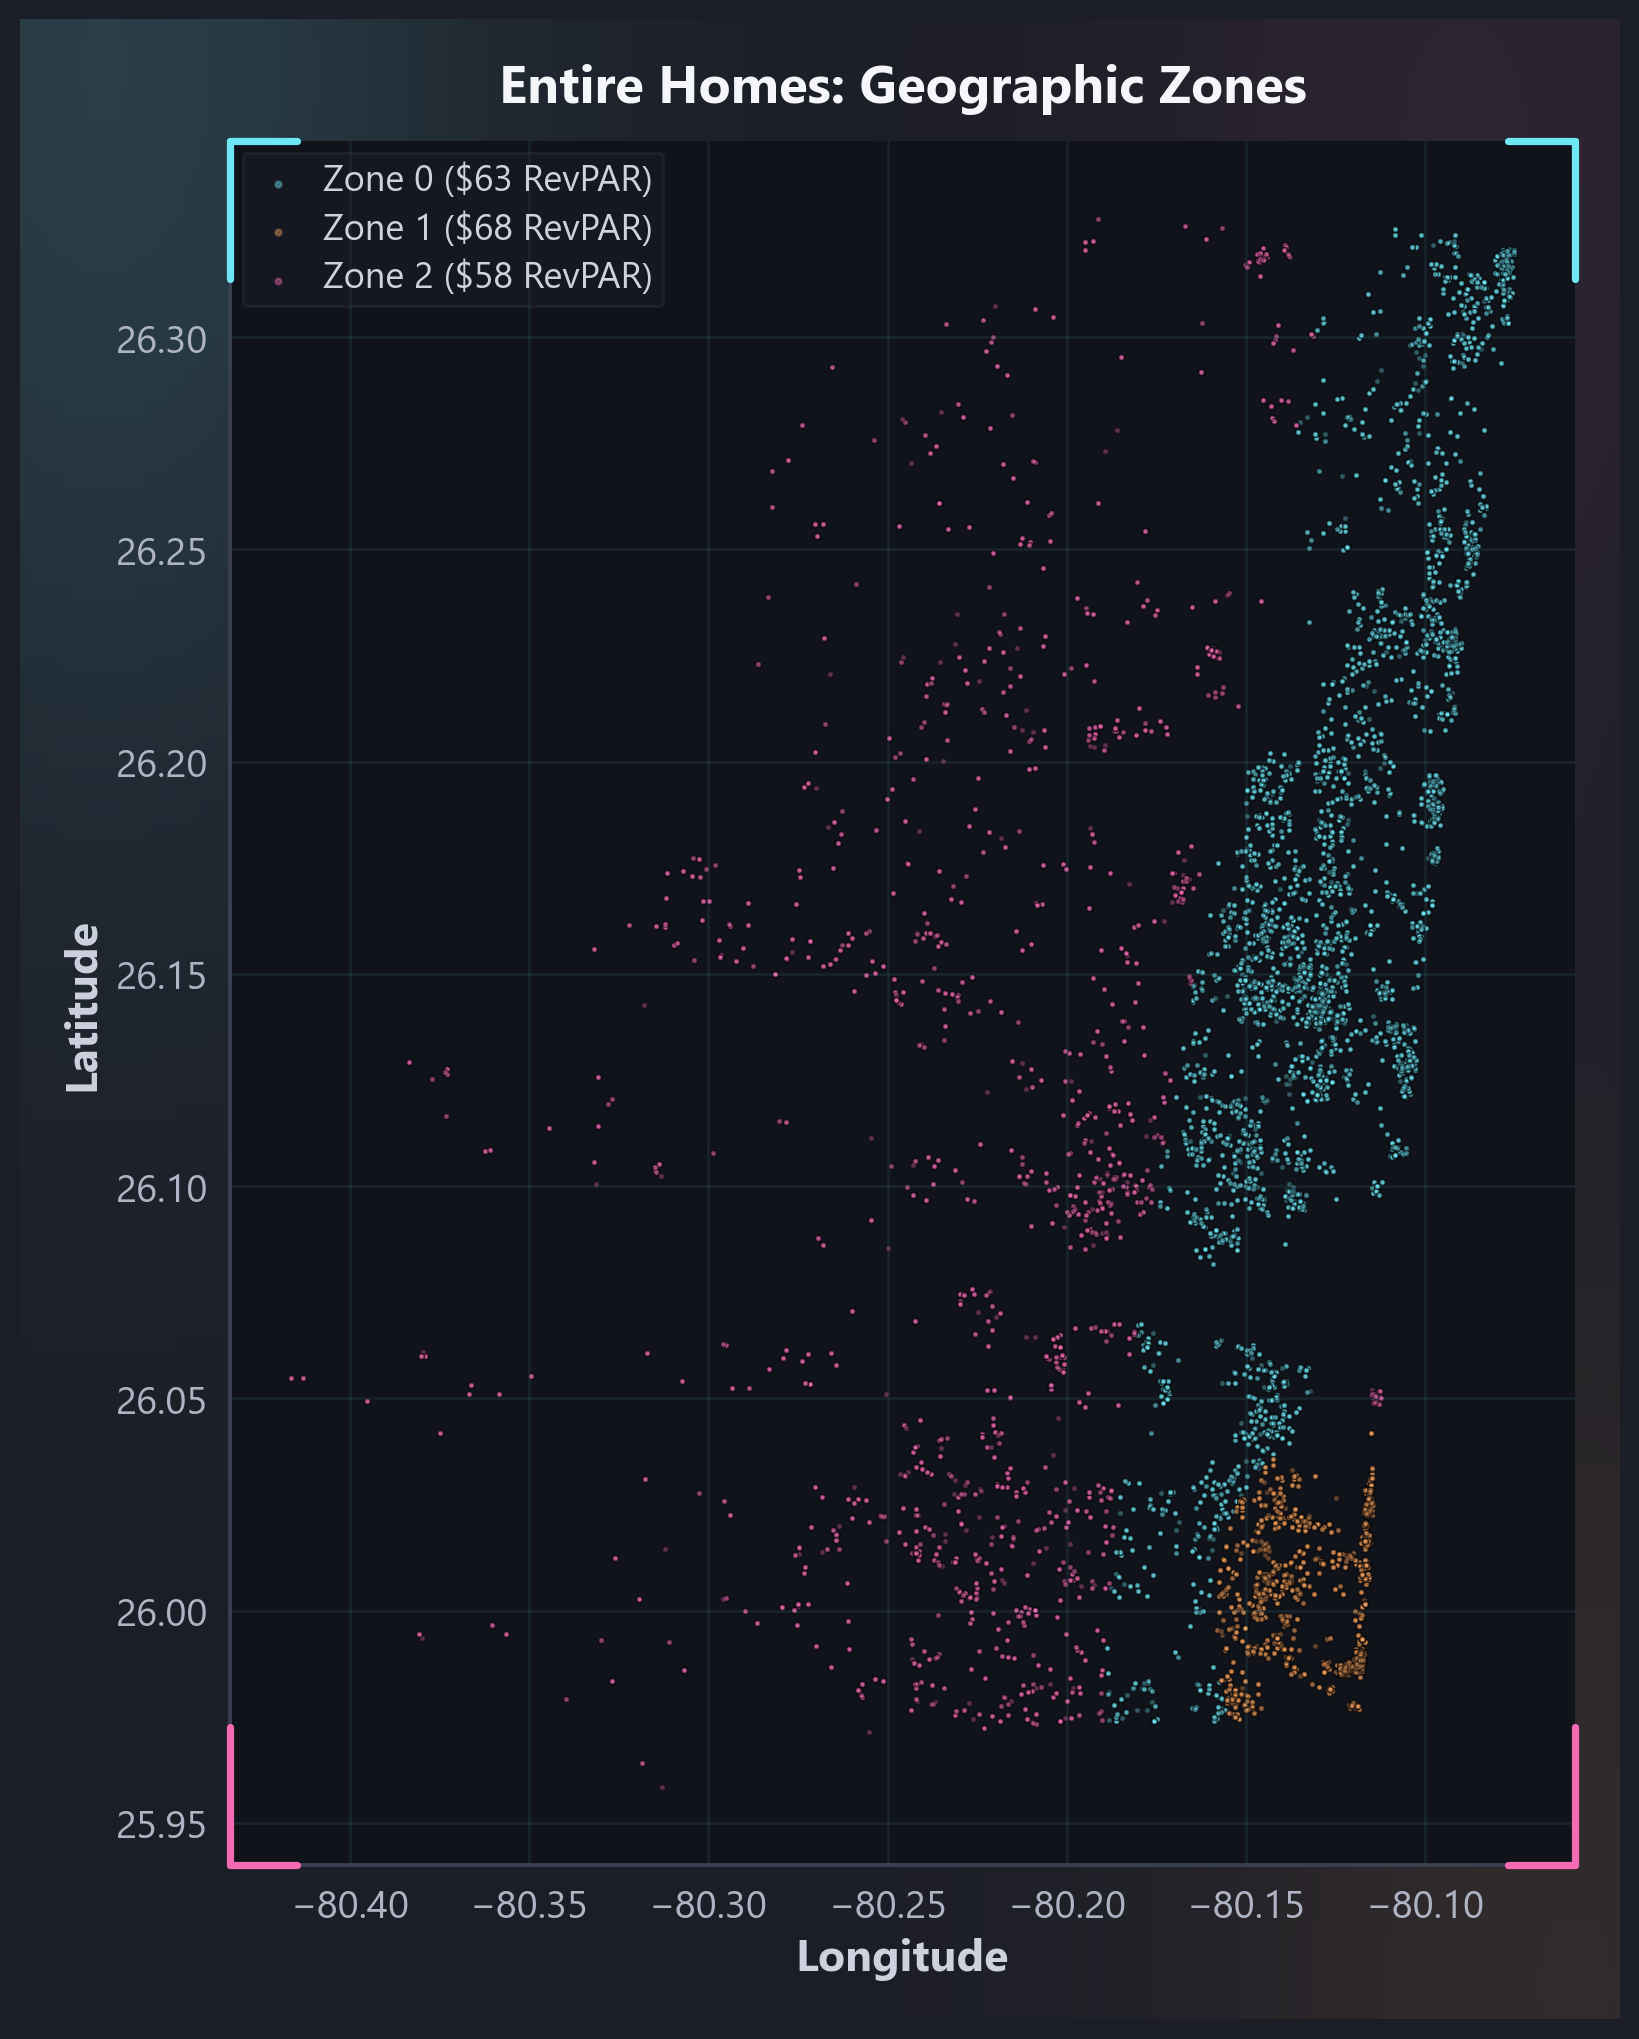 Entire Homes: Geographic Zones
Zone 0 ($63 RevPAR)
Zone 1 ($68 RevPAR)
Zone 2 ($58 RevPAR)
26.30
26.25
26.20
26.15
26.10
26.05
26.00
25.95
Latitude
−80.40 −80.35 −80.30 −80.25 −80.20 −80.15 −80.10
Longitude